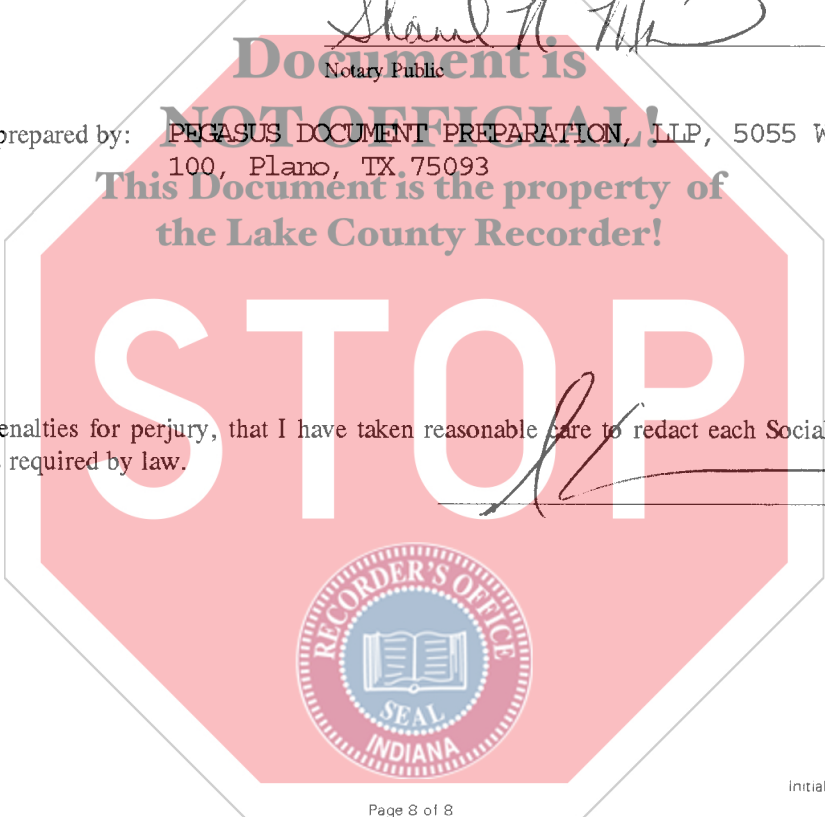 Document is
Notary Public
NOT OFFICIAL!
prepared by: PEGASUS DOCUMENT PREPARATION, LLP, 5055 W
100, Plano, TX 75093
This Document is the property of
the Lake County Recorder!
STOP
enalties for perjury, that I have taken reasonable care to redact each Social
required by law.
RECORDER'S OFFICE
SEAL
INDIANA
Initial
Page 8 of 8